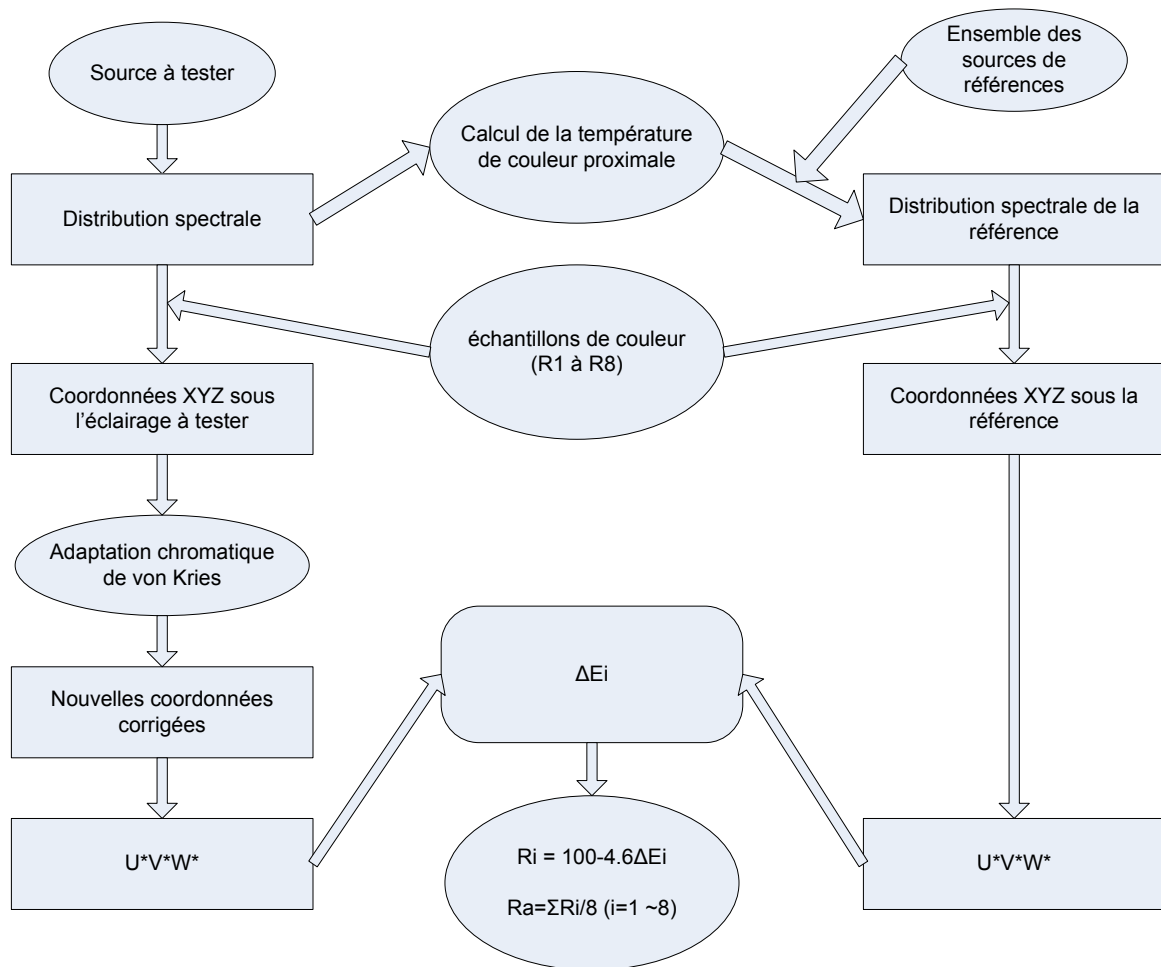 Source à tester
Ensemble des
sources de
références
Calcul de la température
de couleur proximale
Distribution spectrale
Distribution spectrale de la
référence
échantillons de couleur
(R1 à R8)
Coordonnées XYZ sous
l'éclairage à tester
Coordonnées XYZ sous la
référence
Adaptation chromatique
de von Kries
Nouvelles coordonnées
corrigées
ΔEi
U*V*W*
Ri = 100-4.6ΔEi
Ra=ΣRi/8 (i=1 ~8)
U*V*W*